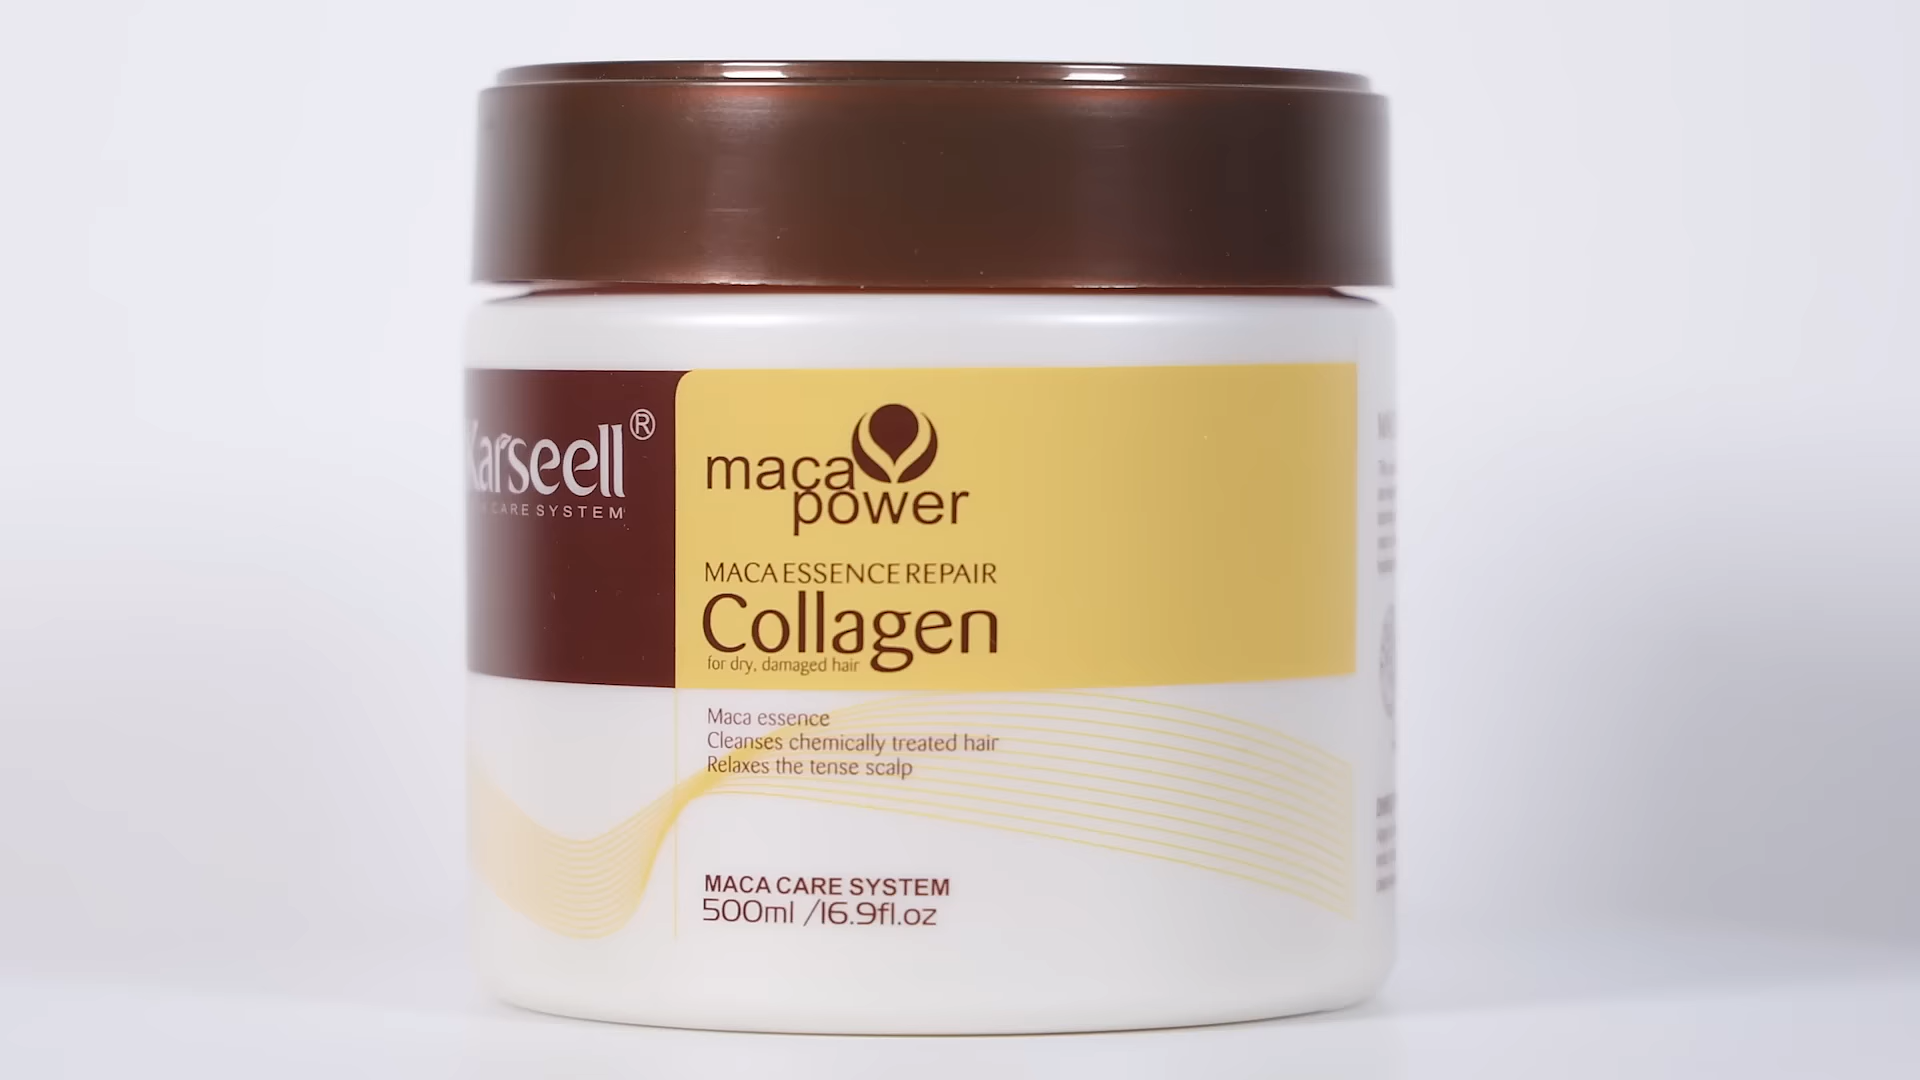 Karseell®
CARE SYSTEM
maca
power
MACA ESSENCE REPAIR
Collagen
for dry, damaged hair
Maca essence
Cleanses chemically treated hair
Relaxes the tense scalp
MACA CARE SYSTEM
500ml /16.9fl.oz